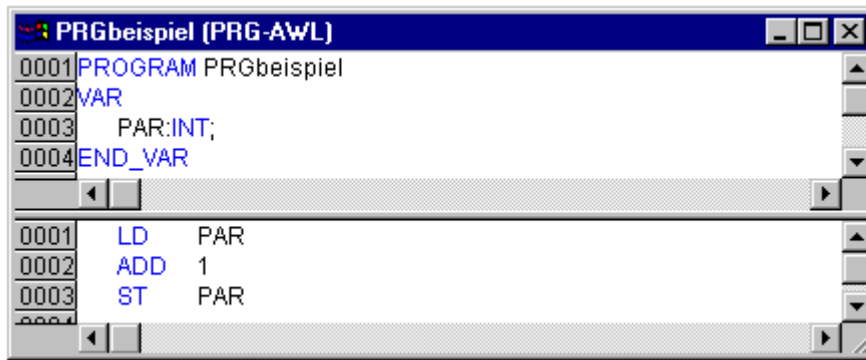 PRGbeispiel (PRG-AWL)
0001 PROGRAM PRGbeispiel
0002 VAR
0003 PAR:INT;
0004 END_VAR
0001 LD PAR
0002 ADD 1
0003 ST PAR